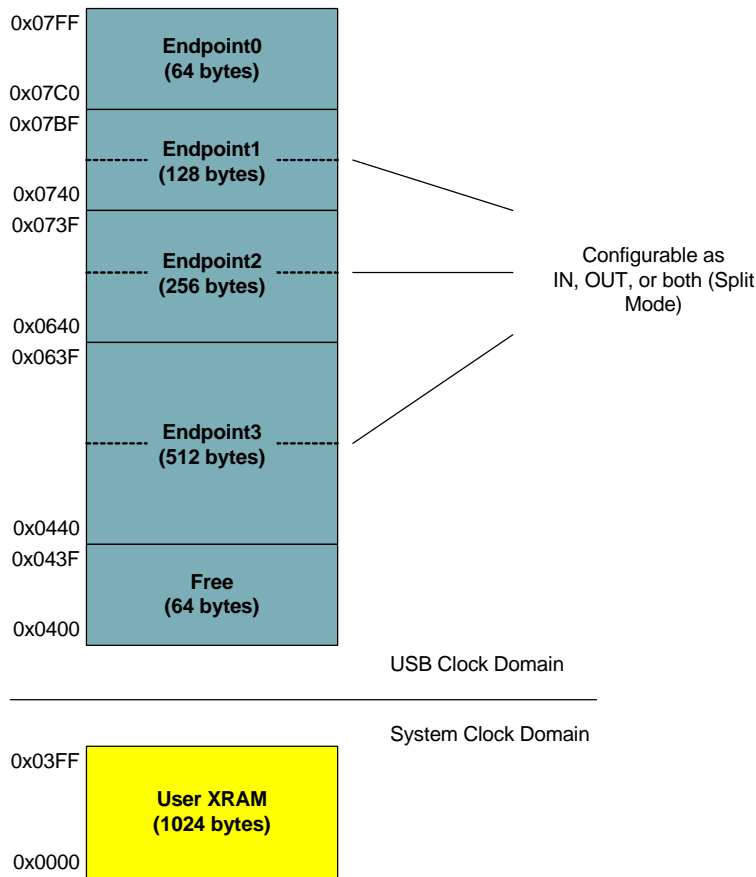 0x07FF
Endpoint0
(64 bytes)
0x07C0
0x07BF
Endpoint1
(128 bytes)
0x0740
0x073F
Endpoint2
(256 bytes)
0x0640
0x063F
Endpoint3
(512 bytes)
0x0440
0x043F
Free
(64 bytes)
0x0400
Configurable as
IN, OUT, or both (Split
Mode)
USB Clock Domain
System Clock Domain
0x03FF
User XRAM
(1024 bytes)
0x0000